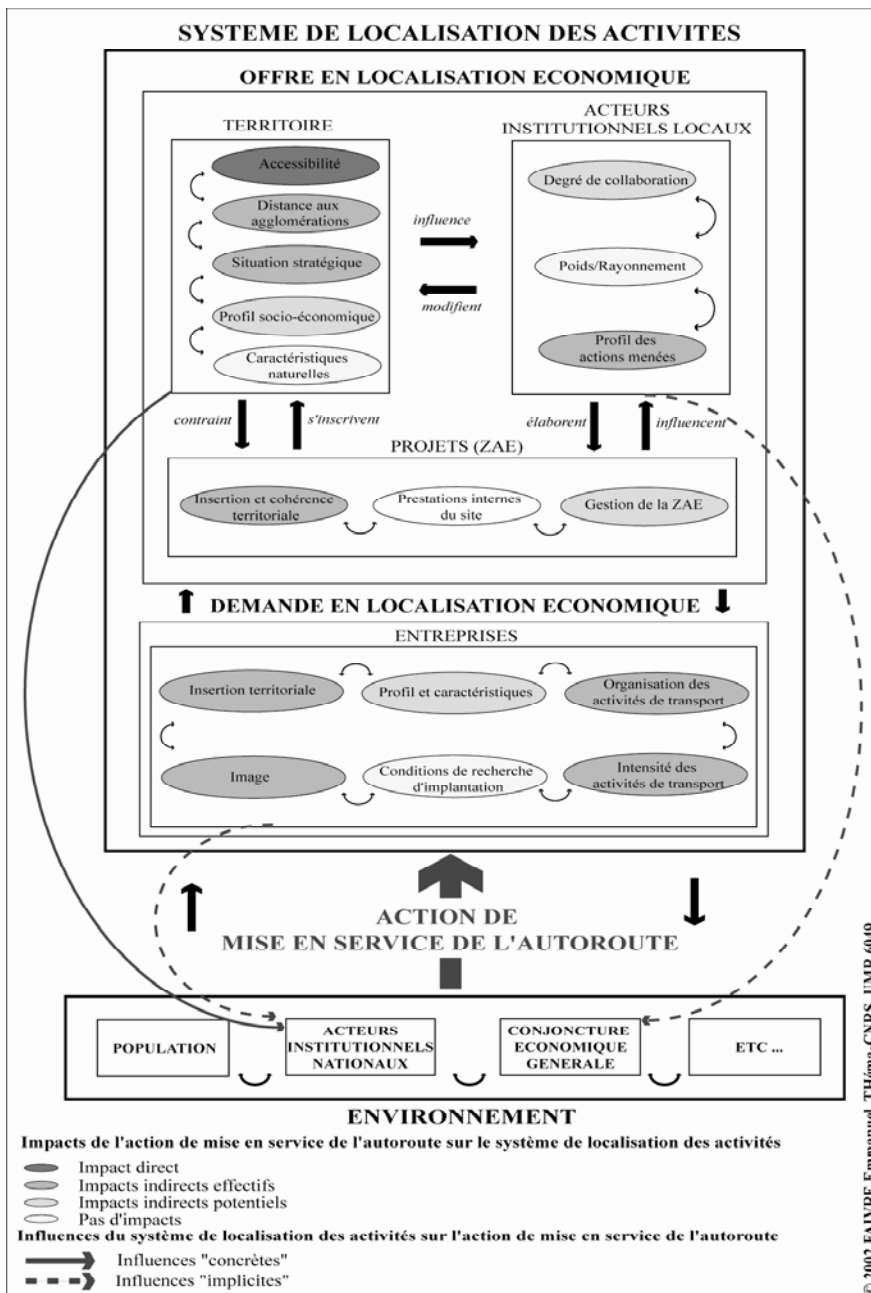 SYSTEME DE LOCALISATION DES ACTIVITES
OFFRE EN LOCALISATION ECONOMIQUE
TERRITOIRE
Accessibilité
Distance aux
agglomérations
Situation stratégique
Profil socio-économique
Caractéristiques
naturelles
influence
modifient
ACTEURS
INSTITUTIONNELS LOCAUX
Degré de collaboration
Poids/Rayonnement
Profil des
actions menées
contraint
s'inscrivent
élaborent
influencent
PROJETS (ZAE)
Insertion et cohérence
territoriale
Prestations internes
du site
Gestion de la ZAE
DEMANDE EN LOCALISATION ECONOMIQUE
ENTREPRISES
Insertion territoriale
Profil et caractéristiques
Organisation des
activités de transport
Image
Conditions de recherche
d'implantation
Intensité des
activités de transport
ACTION DE
MISE EN SERVICE DE L'AUTOROUTE
POPULATION
ACTEURS
INSTITUTIONNELS
NATIONAUX
CONJONCTURE
ECONOMIQUE
GENERALE
ETC ...
ENVIRONNEMENT
Impacts de l'action de mise en service de l'autoroute sur le système de localisation des activités
Impact direct
Impacts indirects effectifs
Impacts indirects potentiels
Pas d'impacts
Influences du système de localisation des activités sur l'action de mise en service de l'autoroute
Influences "concrètes"
Influences "implicites"
© 2002 FAIVRE Emmanuel, THéma-CNRS, UMR 6049